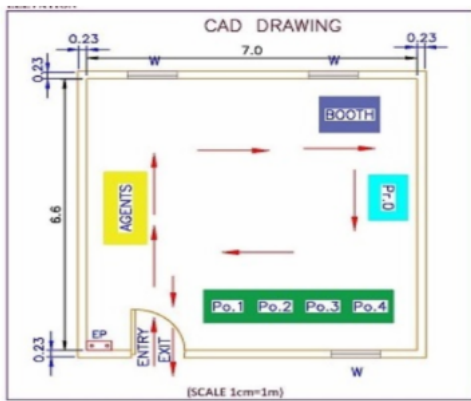 CAD DRAWING
0.23
7.0
0.23
0.23
W
W
BOOTH
AGENTS
Pr.O
6.6
Po.1 Po.2 Po.3 Po.4
EP
ENTRY
EXIT
0.23
W
(SCALE 1cm=1m)